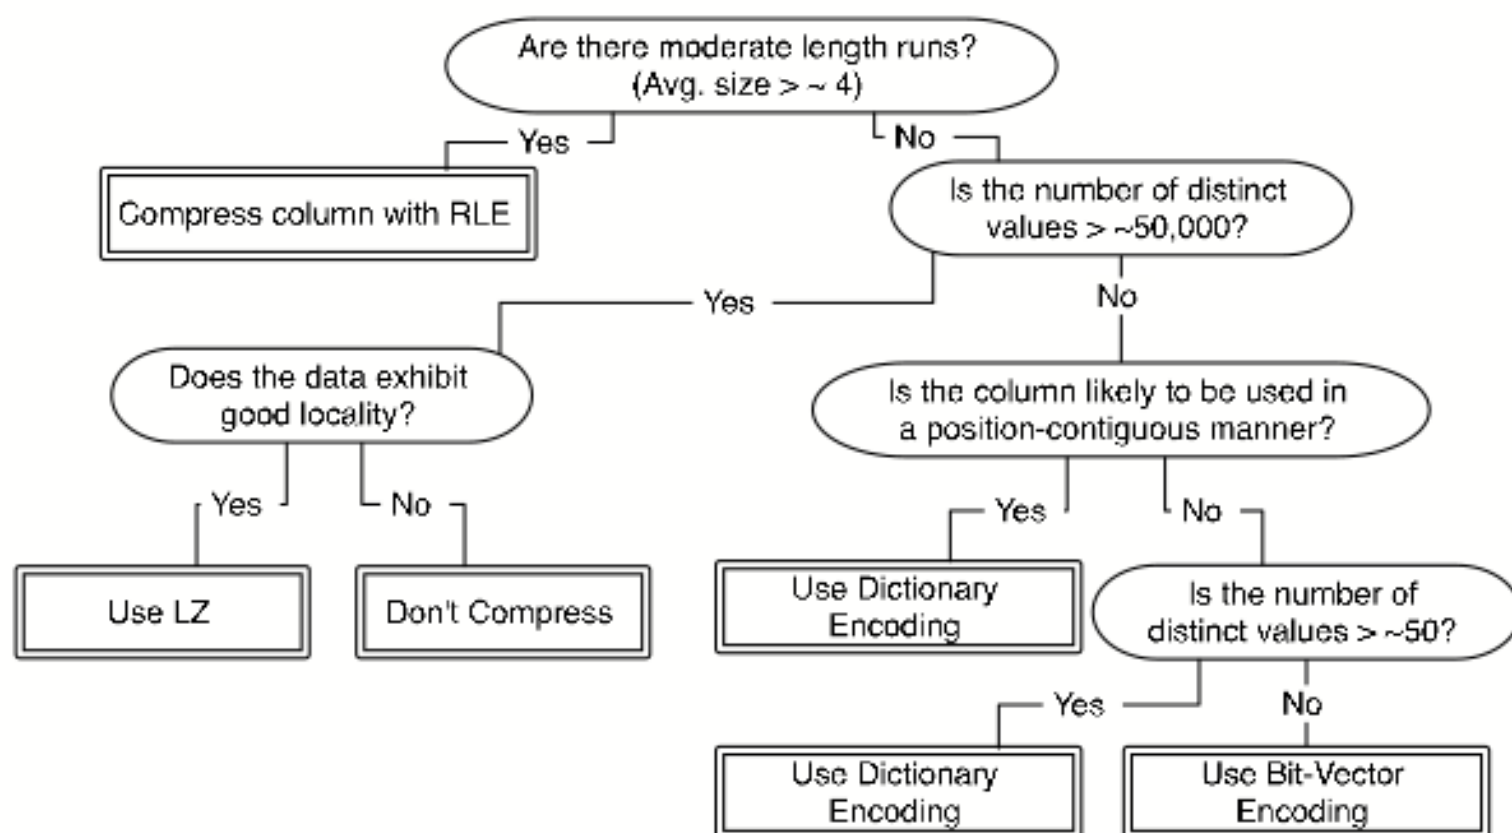 Are there moderate length runs?
(Avg. size > ~ 4)
Yes
No
Compress column with RLE
Is the number of distinct
values > ~50,000?
Yes
No
Does the data exhibit
good locality?
Is the column likely to be used in
a position-contiguous manner?
Yes
No
Yes
No
Use LZ
Don't Compress
Use Dictionary
Encoding
Is the number of
distinct values > ~50?
Yes
No
Use Dictionary
Encoding
Use Bit-Vector
Encoding